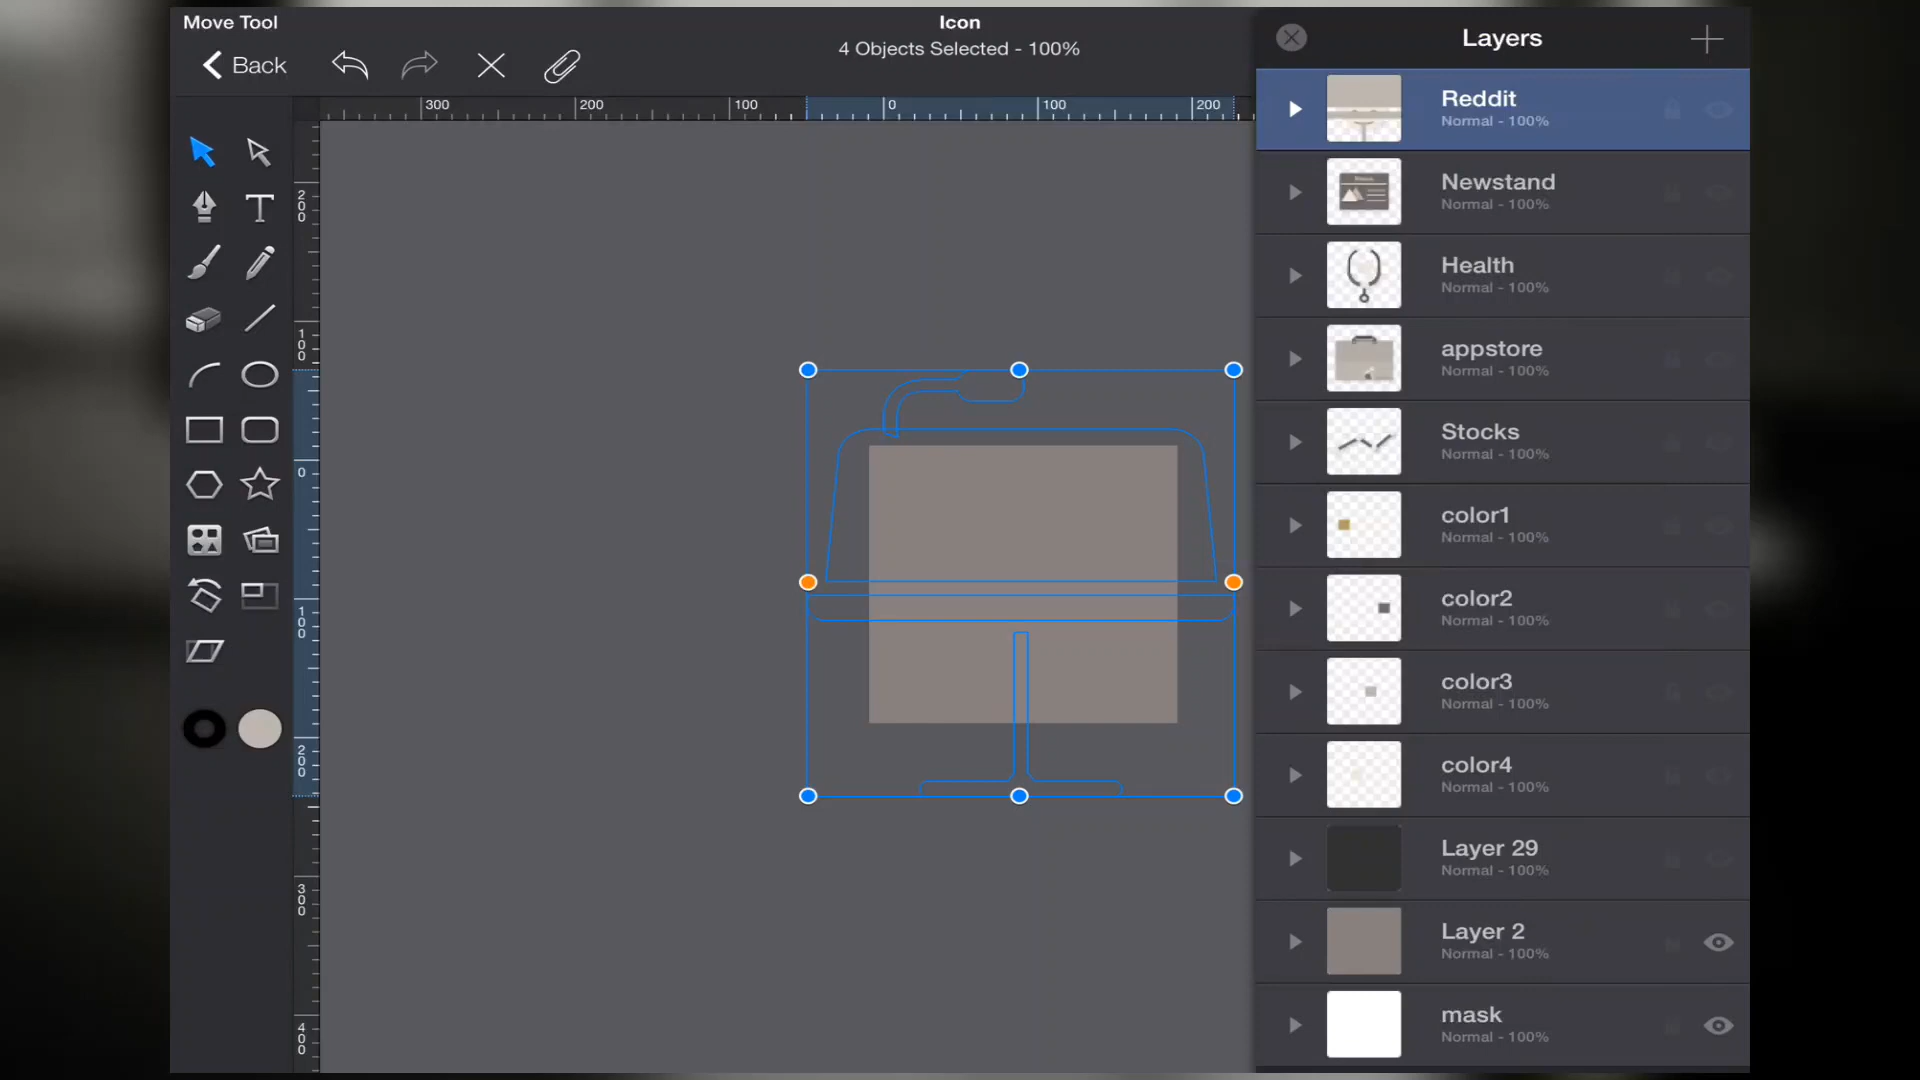 Move Tool
Icon
4 Objects Selected - 100%
Back
Layers
300
200
100
0
100
200
200
100
0
100
200
300
400
Reddit
Normal - 100%
Newstand
Normal - 100%
Health
Normal - 100%
appstore
Normal - 100%
Stocks
Normal - 100%
color1
Normal - 100%
color2
Normal - 100%
color3
Normal - 100%
color4
Normal - 100%
Layer 29
Normal - 100%
Layer 2
Normal - 100%
mask
Normal - 100%